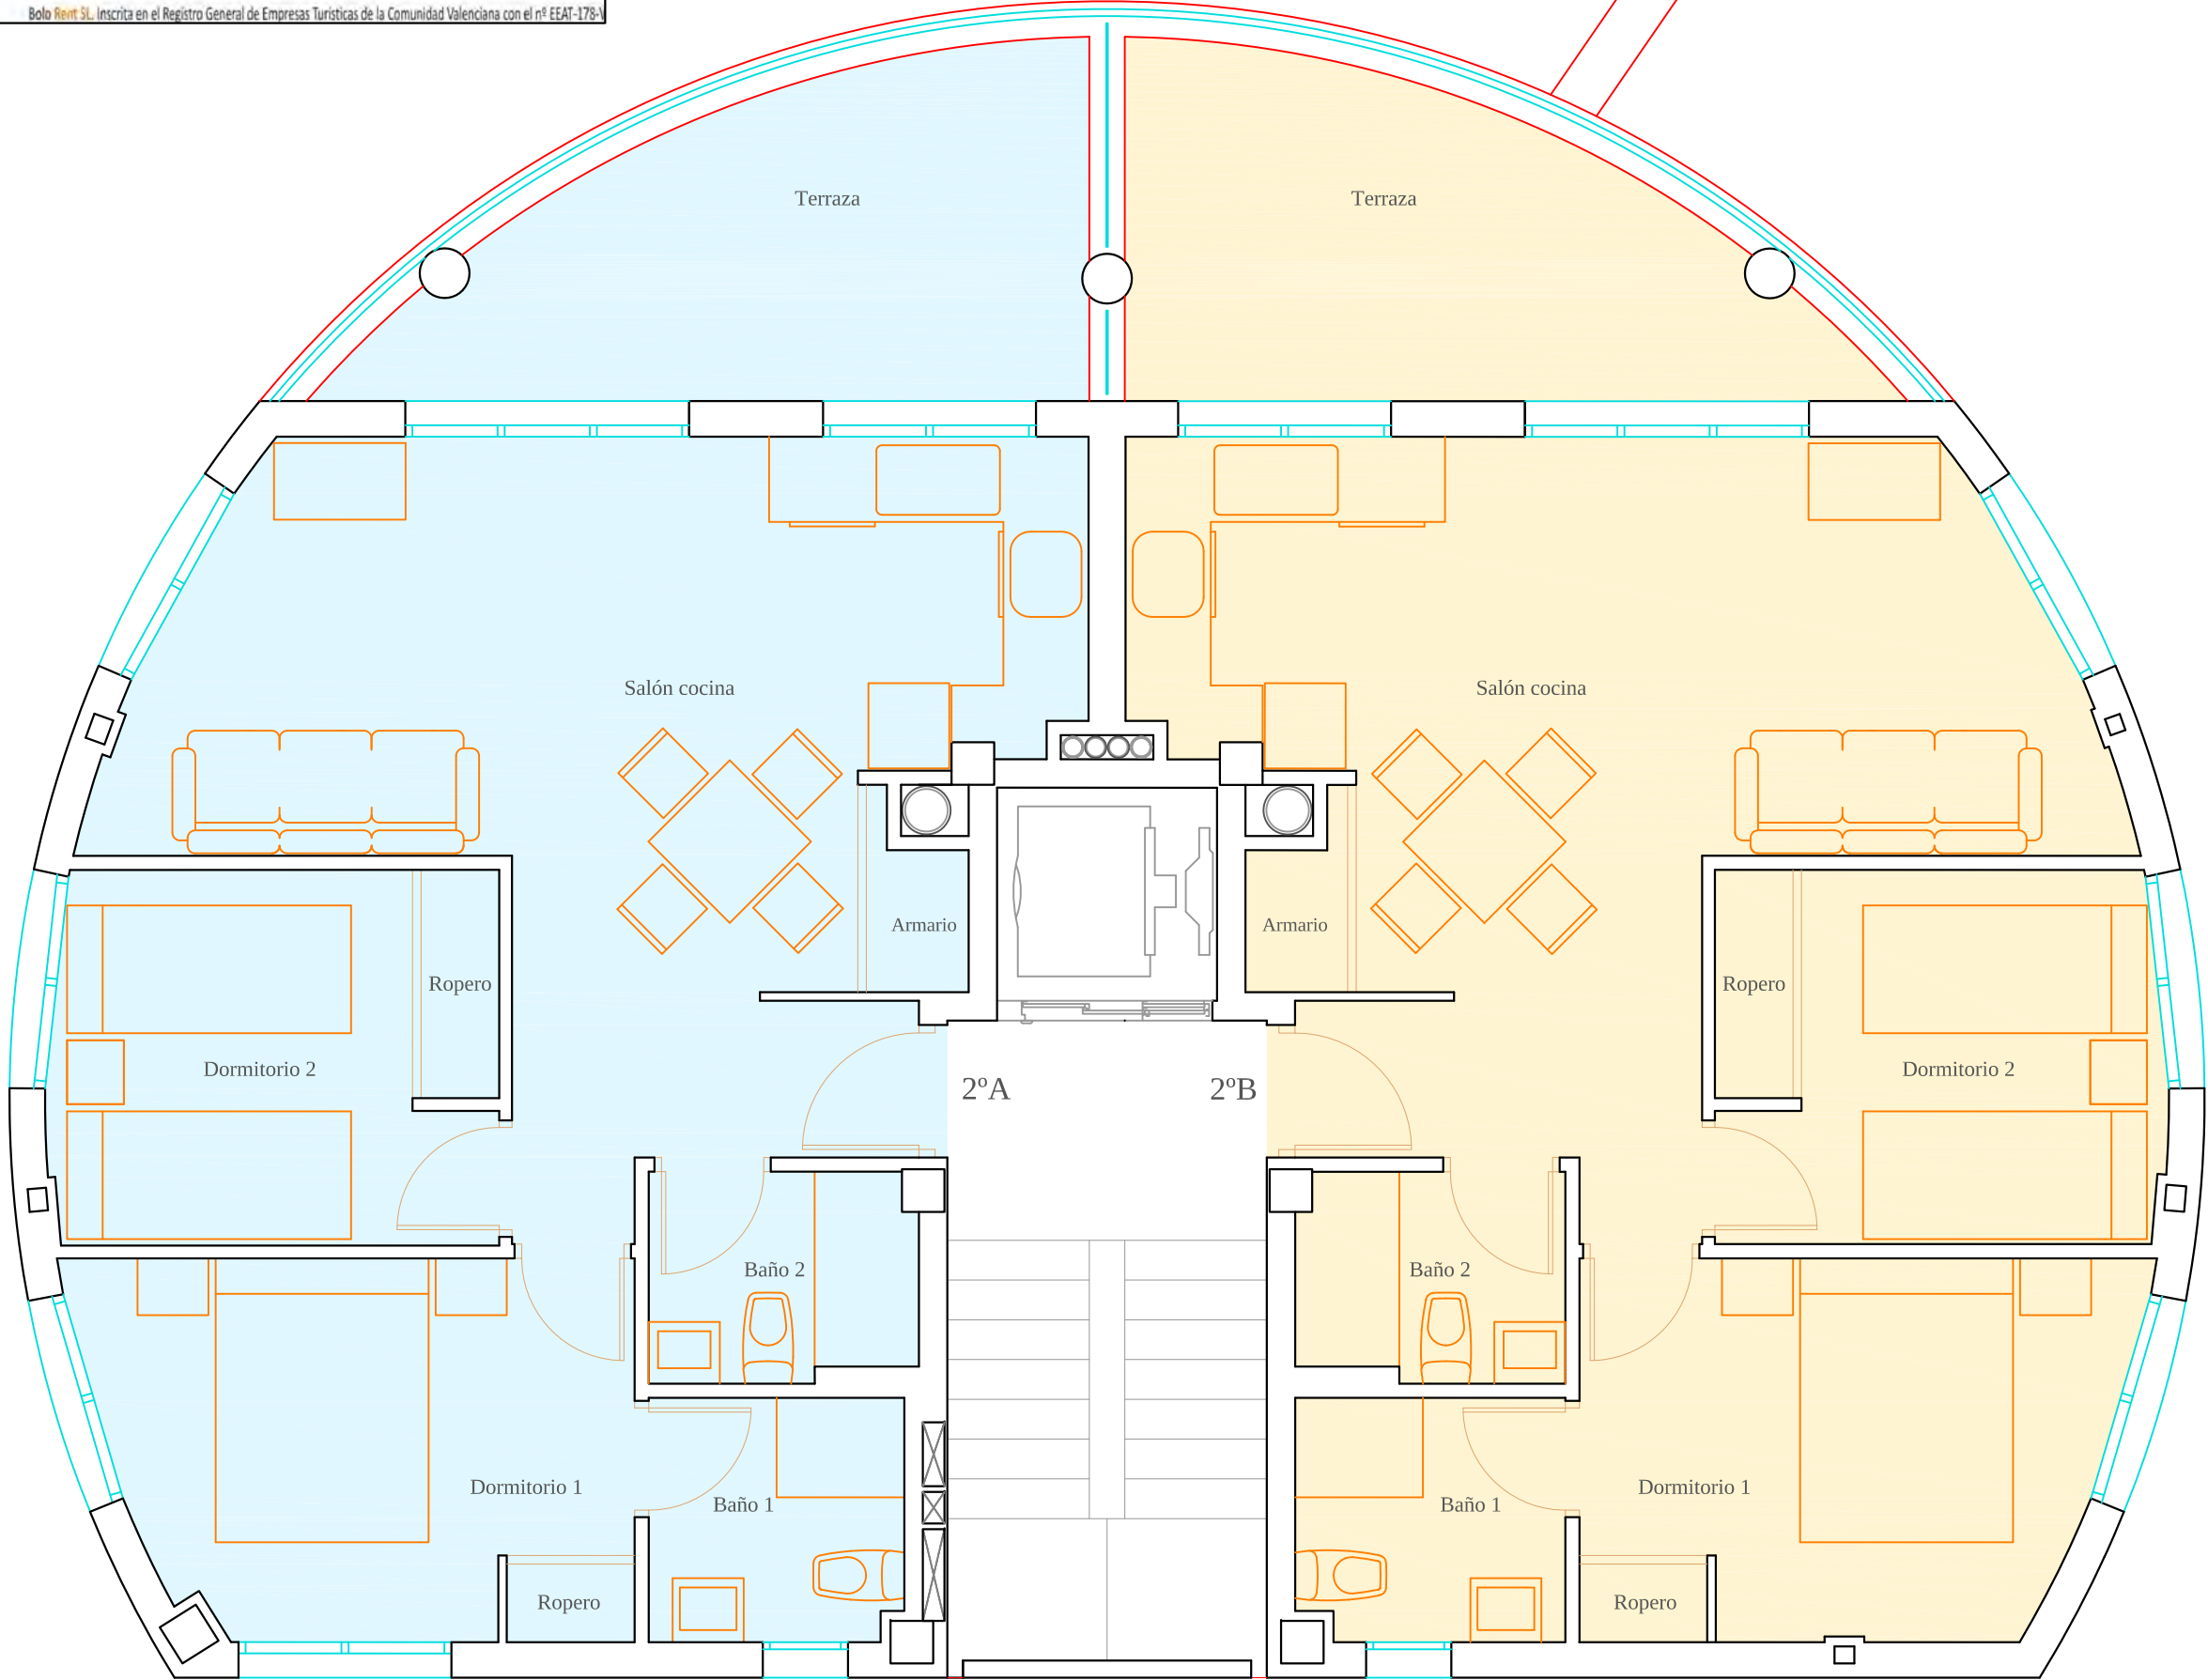 Bolo Rent SL. Inscrita en el Registro General de Empresas Turísticas de la Comunidad Valenciana con el nº EEAT-178-V
Terraza
Terraza
Salón cocina
Salón cocina
Armario
Armario
Ropero
Ropero
Dormitorio 2
2ºA
2ºB
Dormitorio 2
Baño 2
Baño 2
Dormitorio 1
Baño 1
Baño 1
Dormitorio 1
Ropero
Ropero